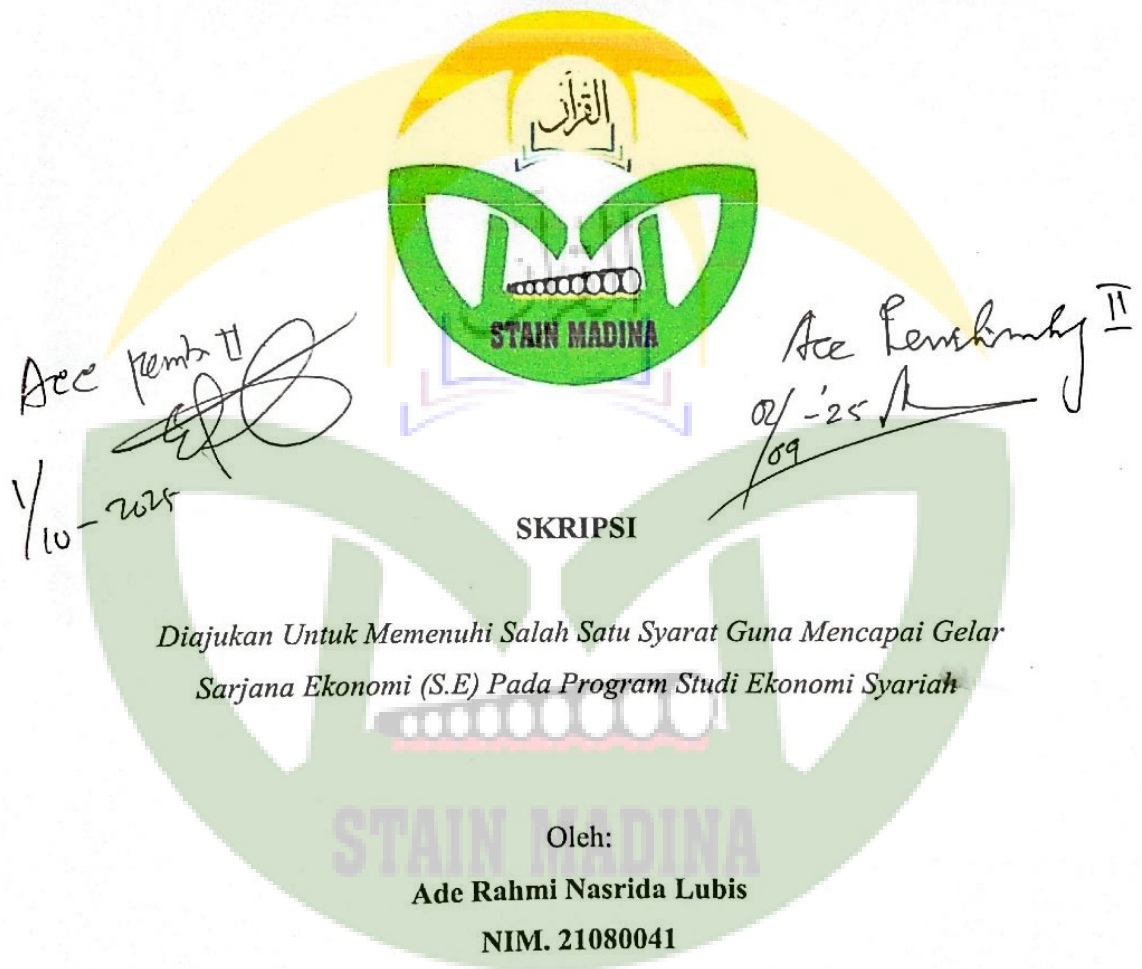 القرآن
STAIN MADINA
Acc pemb II
1/10-2025
Acc Pembimbing II
02/09-'25
SKRIPSI
Diajukan Untuk Memenuhi Salah Satu Syarat Guna Mencapai Gelar
Sarjana Ekonomi (S.E) Pada Program Studi Ekonomi Syariah
STAIN MADINA
Oleh:
Ade Rahmi Nasrida Lubis
NIM. 21080041